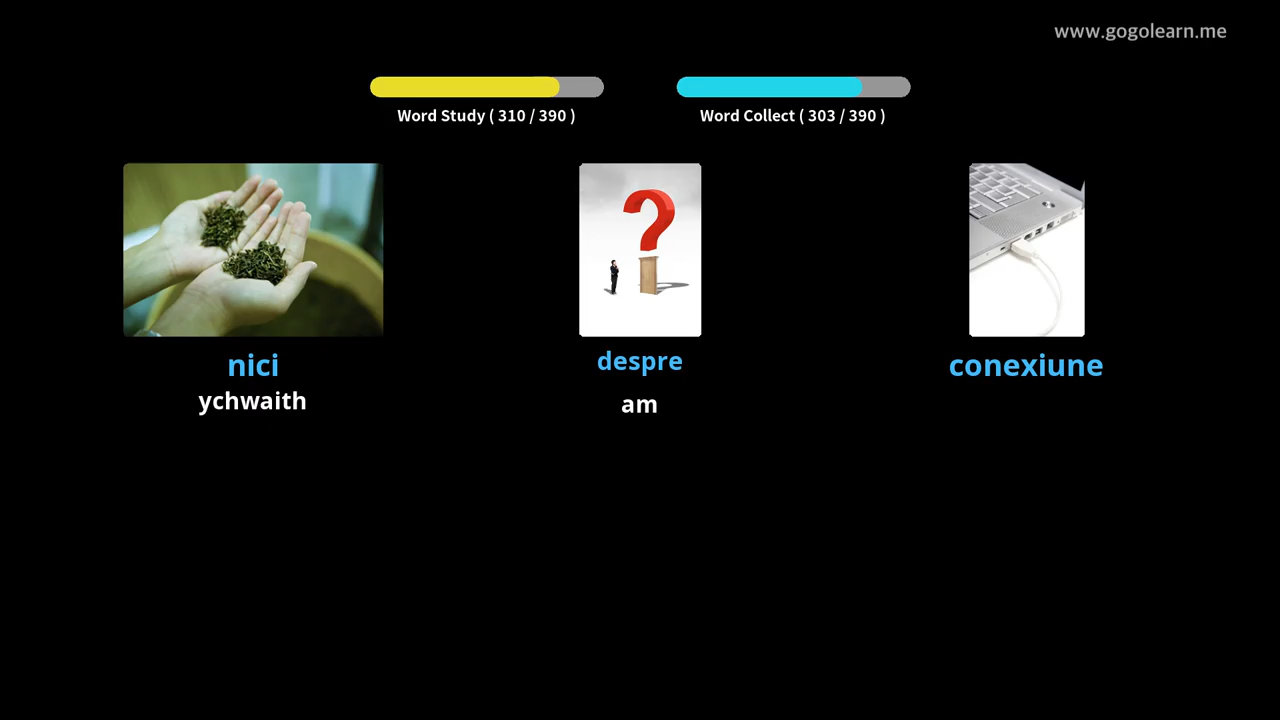 www.gogolearn.me
Word Study ( 310 / 390 )
Word Collect ( 303 / 390 )
nici
despre
conexiune
ychwaith
am